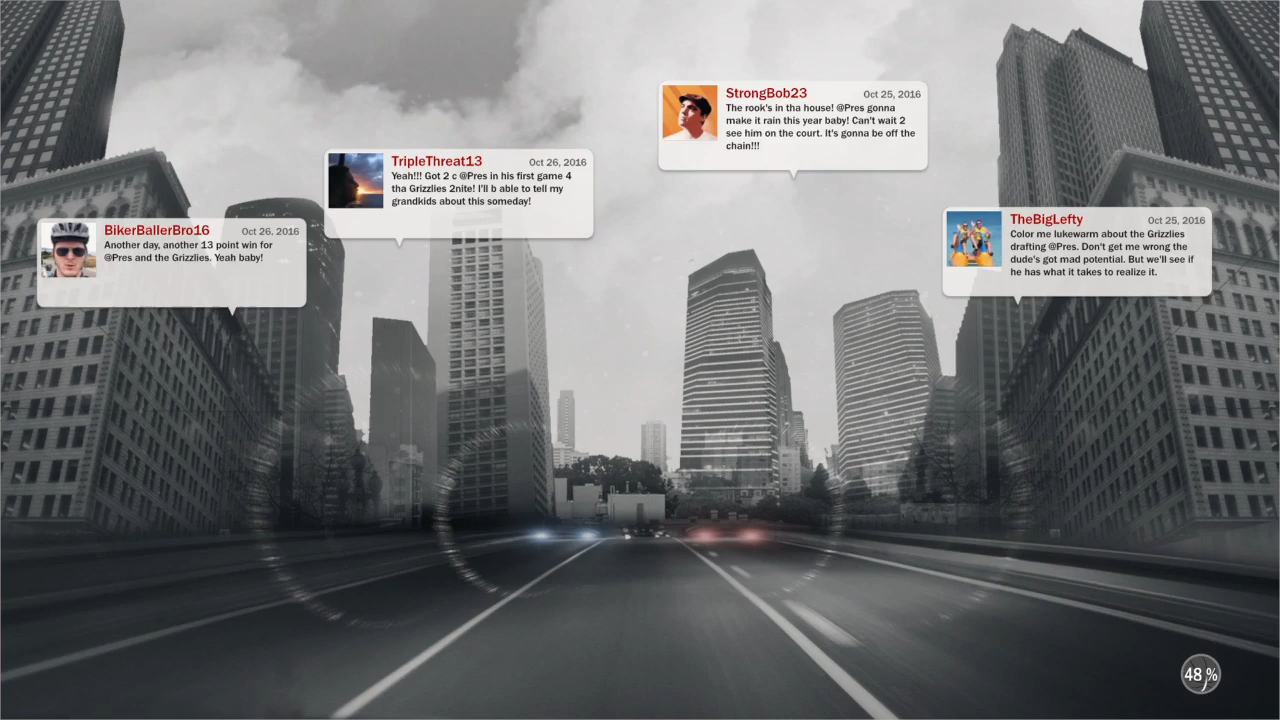 StrongBob23 Oct 25, 2016
The rook's in tha house! @Pres gonna
make it rain this year baby! Can't wait 2
see him on the court. It's gonna be off the
chain!!!
TripleThreat13 Oct 26, 2016
Yeah!!! Got 2 c @Pres in his first game 4
tha Grizzlies 2nite! I'll b able to tell my
grandkids about this someday!
TheBigLefty Oct 25, 2016
Color me lukewarm about the Grizzlies
drafting @Pres. Don't get me wrong the
dude's got mad potential. But we'll see if
he has what it takes to realize it.
BikerBallerBro16 Oct 26, 2016
Another day, another 13 point win for
@Pres and the Grizzlies. Yeah baby!
48 %